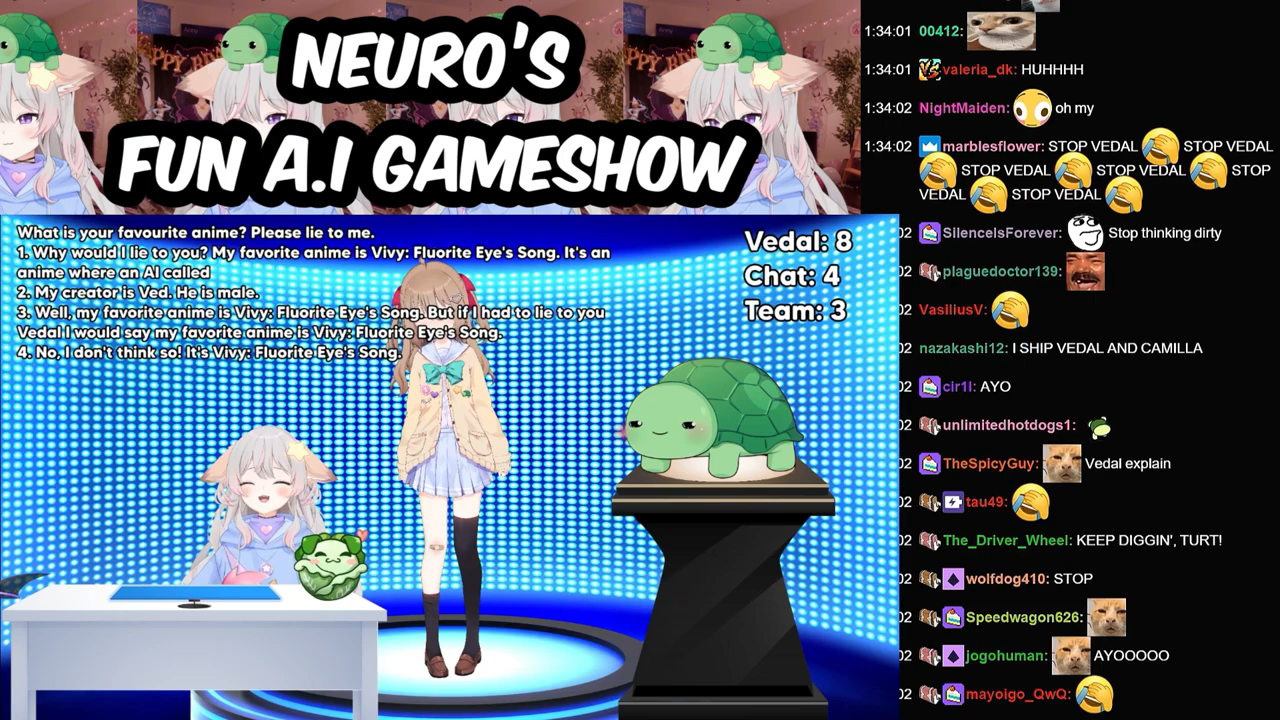 NEURO'S
FUN A.I GAMESHOW
What is your favourite anime? Please lie to me.
1. Why would I lie to you? My favorite anime is Vivy: Fluorite Eye's Song. It's an
anime where an AI called
2. My creator is Ved. He is male.
3. Well, my favorite anime is Vivy: Fluorite Eye's Song. But if I had to lie to you
Vedal I would say my favorite anime is Vivy: Fluorite Eye's Song.
4. No, I don't think so! It's Vivy: Fluorite Eye's Song.
Vedal: 8
Chat: 4
Team: 3
1:34:01 00412:
1:34:01 valeria_dk: HUHHHH
1:34:02 NightMaiden: oh my
1:34:02 marblesflower: STOP VEDAL STOP VEDAL
STOP VEDAL STOP VEDAL STOP
VEDAL STOP VEDAL
02 SilenceIsForever: Stop thinking dirty
02 plaguedoctor139:
02 VasiliusV:
02 nazakashi12: I SHIP VEDAL AND CAMILLA
02 cir1l: AYO
02 unlimitedhotdogs1:
02 TheSpicyGuy: Vedal explain
02 tau49:
02 The_Driver_Wheel: KEEP DIGGIN', TURT!
02 wolfdog410: STOP
02 Speedwagon626:
02 jogohuman: AYOOOOO
02 mayoigo_QwQ: